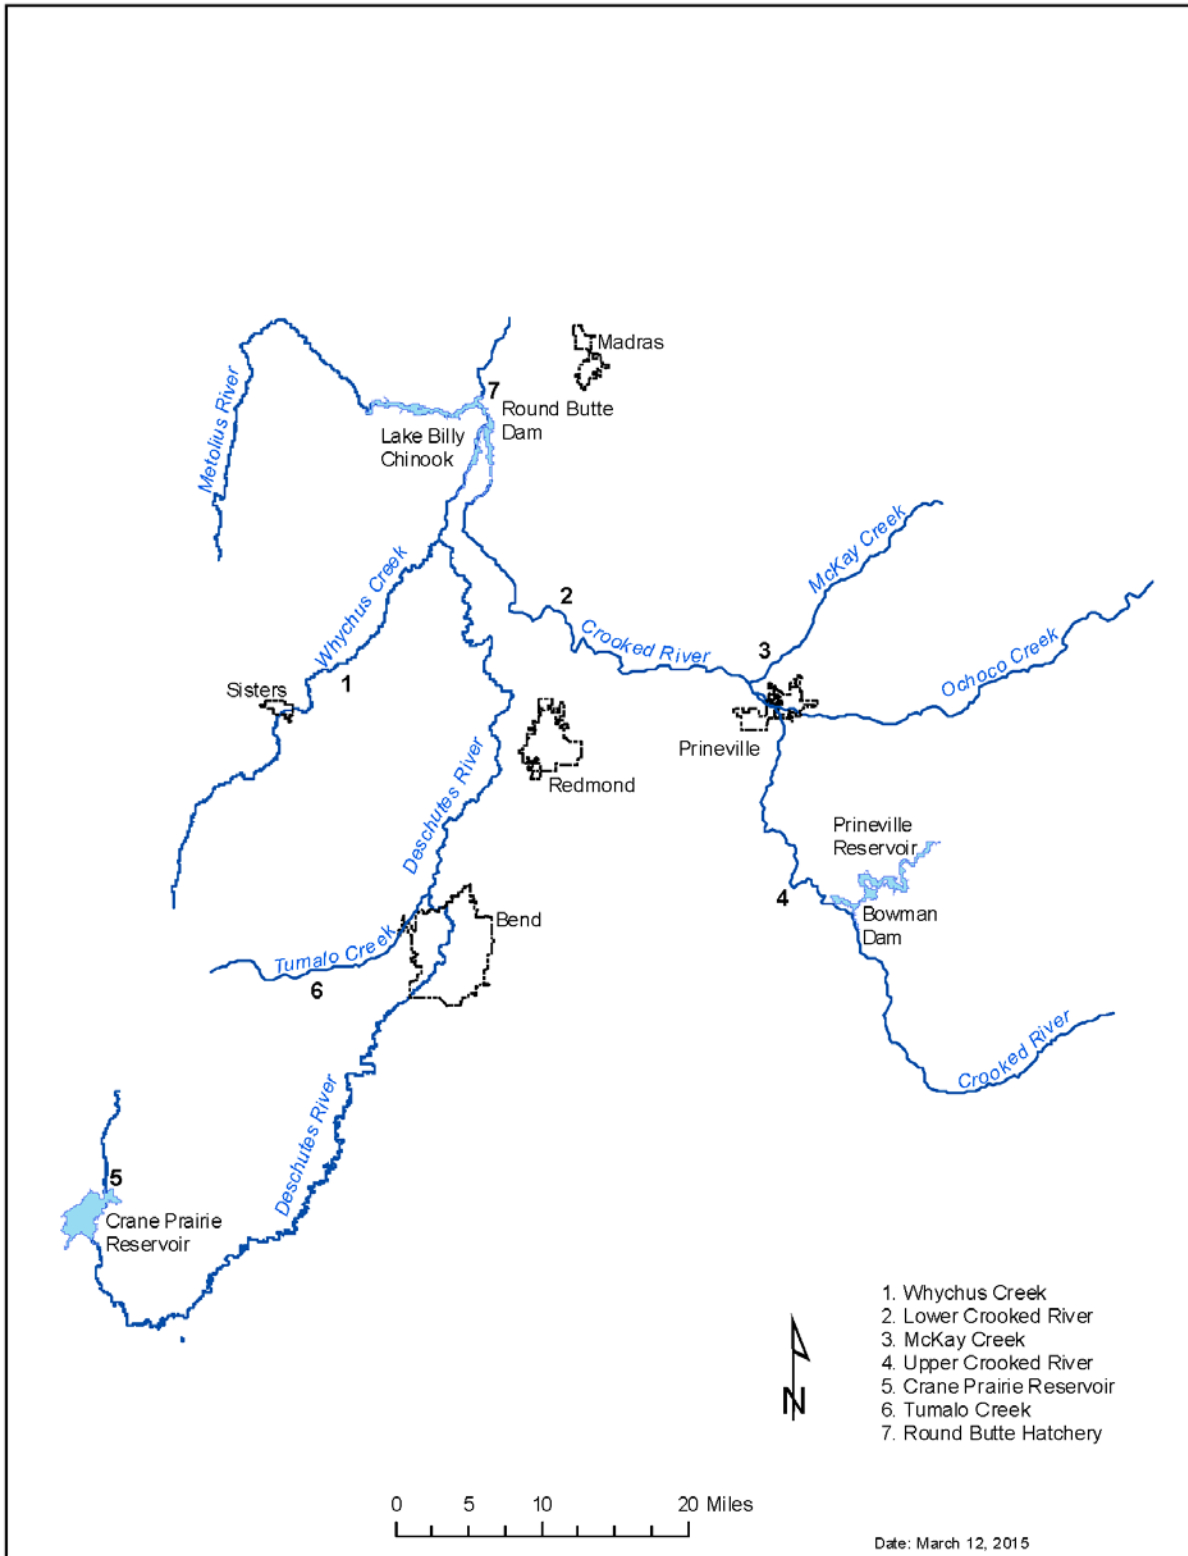 Madras
7
Round Butte
Dam
Metolius River
Lake Billy
Chinook
McKay Creek
Whychus Creek
2
Crooked River
3
Ochoco Creek
1
Sisters
Prineville
Redmond
Deschutes River
Prineville
Reservoir
4
Bowman
Dam
Bend
Tumalo Creek
6
Crooked River
Deschutes River
5
Crane Prairie
Reservoir
1. Whychus Creek
2. Lower Crooked River
3. McKay Creek
4. Upper Crooked River
5. Crane Prairie Reservoir
6. Tumalo Creek
7. Round Butte Hatchery
N
0 5 10 20 Miles
Date: March 12, 2015